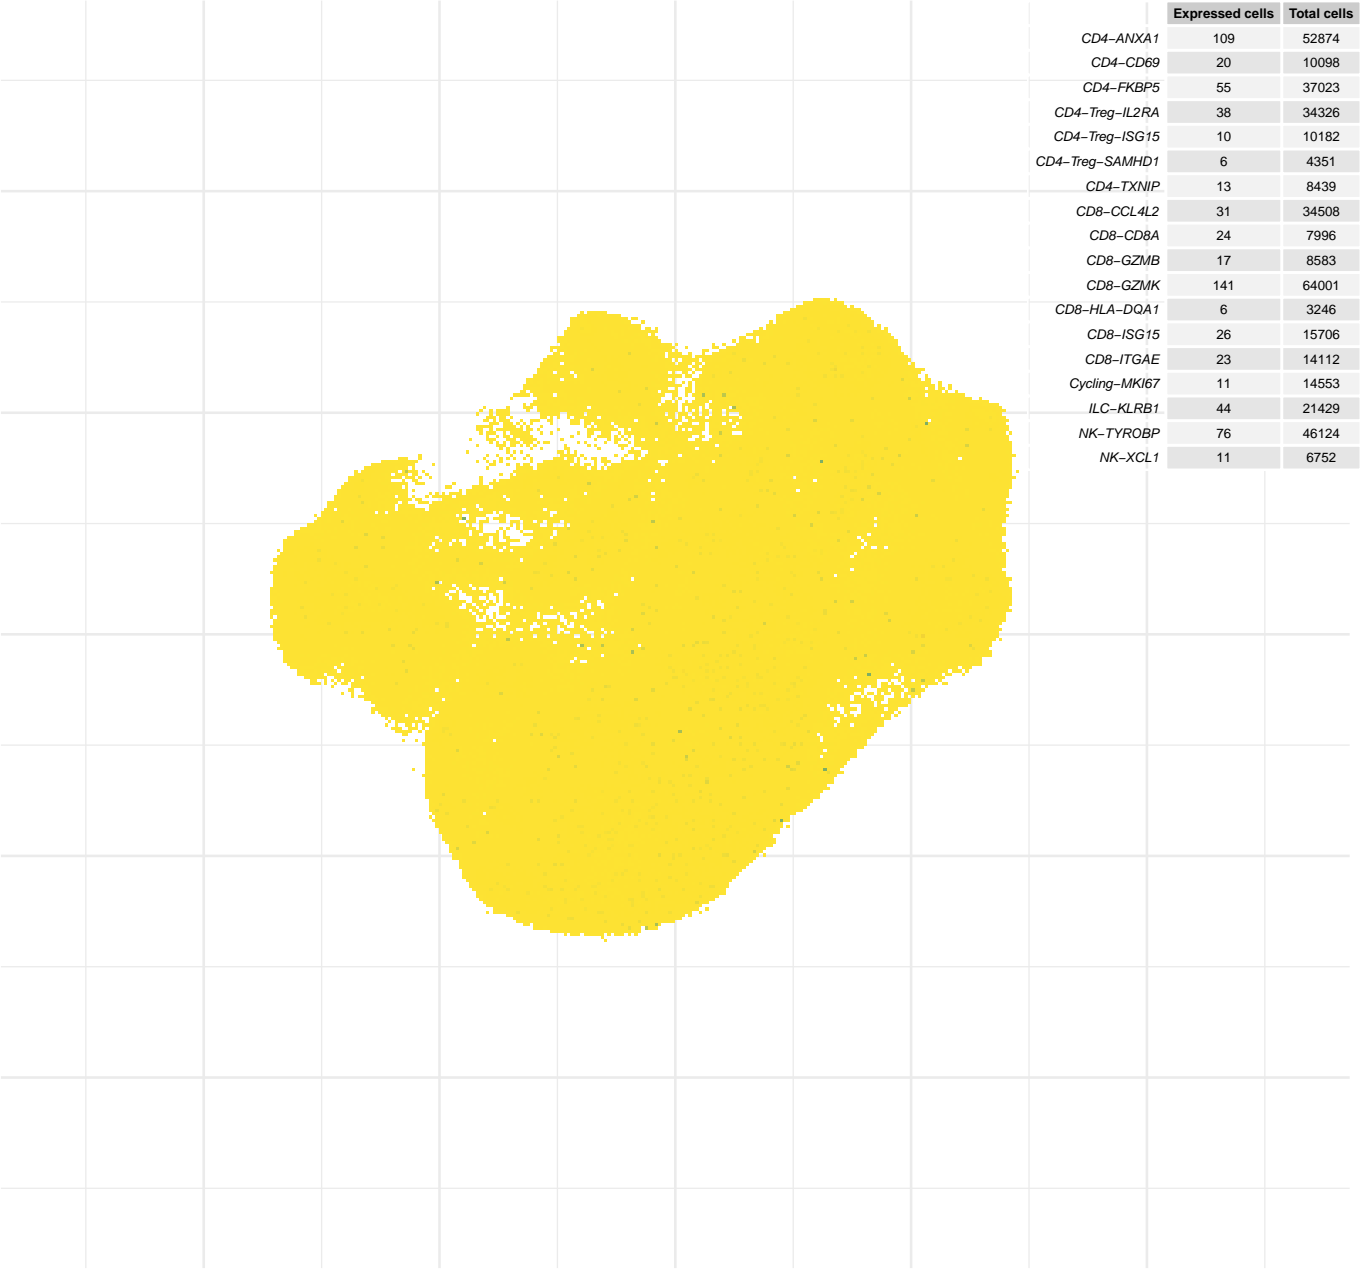 Expressed cells Total cells
CD4−ANXA1 109 52874
CD4−CD69 20 10098
CD4−FKBP5 55 37023
CD4−Treg−IL2RA 38 34326
CD4−Treg−ISG15 10 10182
CD4−Treg−SAMHD1 6 4351
CD4−TXNIP 13 8439
CD8−CCL4L2 31 34508
CD8−CD8A 24 7996
CD8−GZMB 17 8583
CD8−GZMK 141 64001
CD8−HLA−DQA1 6 3246
CD8−ISG15 26 15706
CD8−ITGAE 23 14112
Cycling−MKI67 11 14553
ILC−KLRB1 44 21429
NK−TYROBP 76 46124
NK−XCL1 11 6752